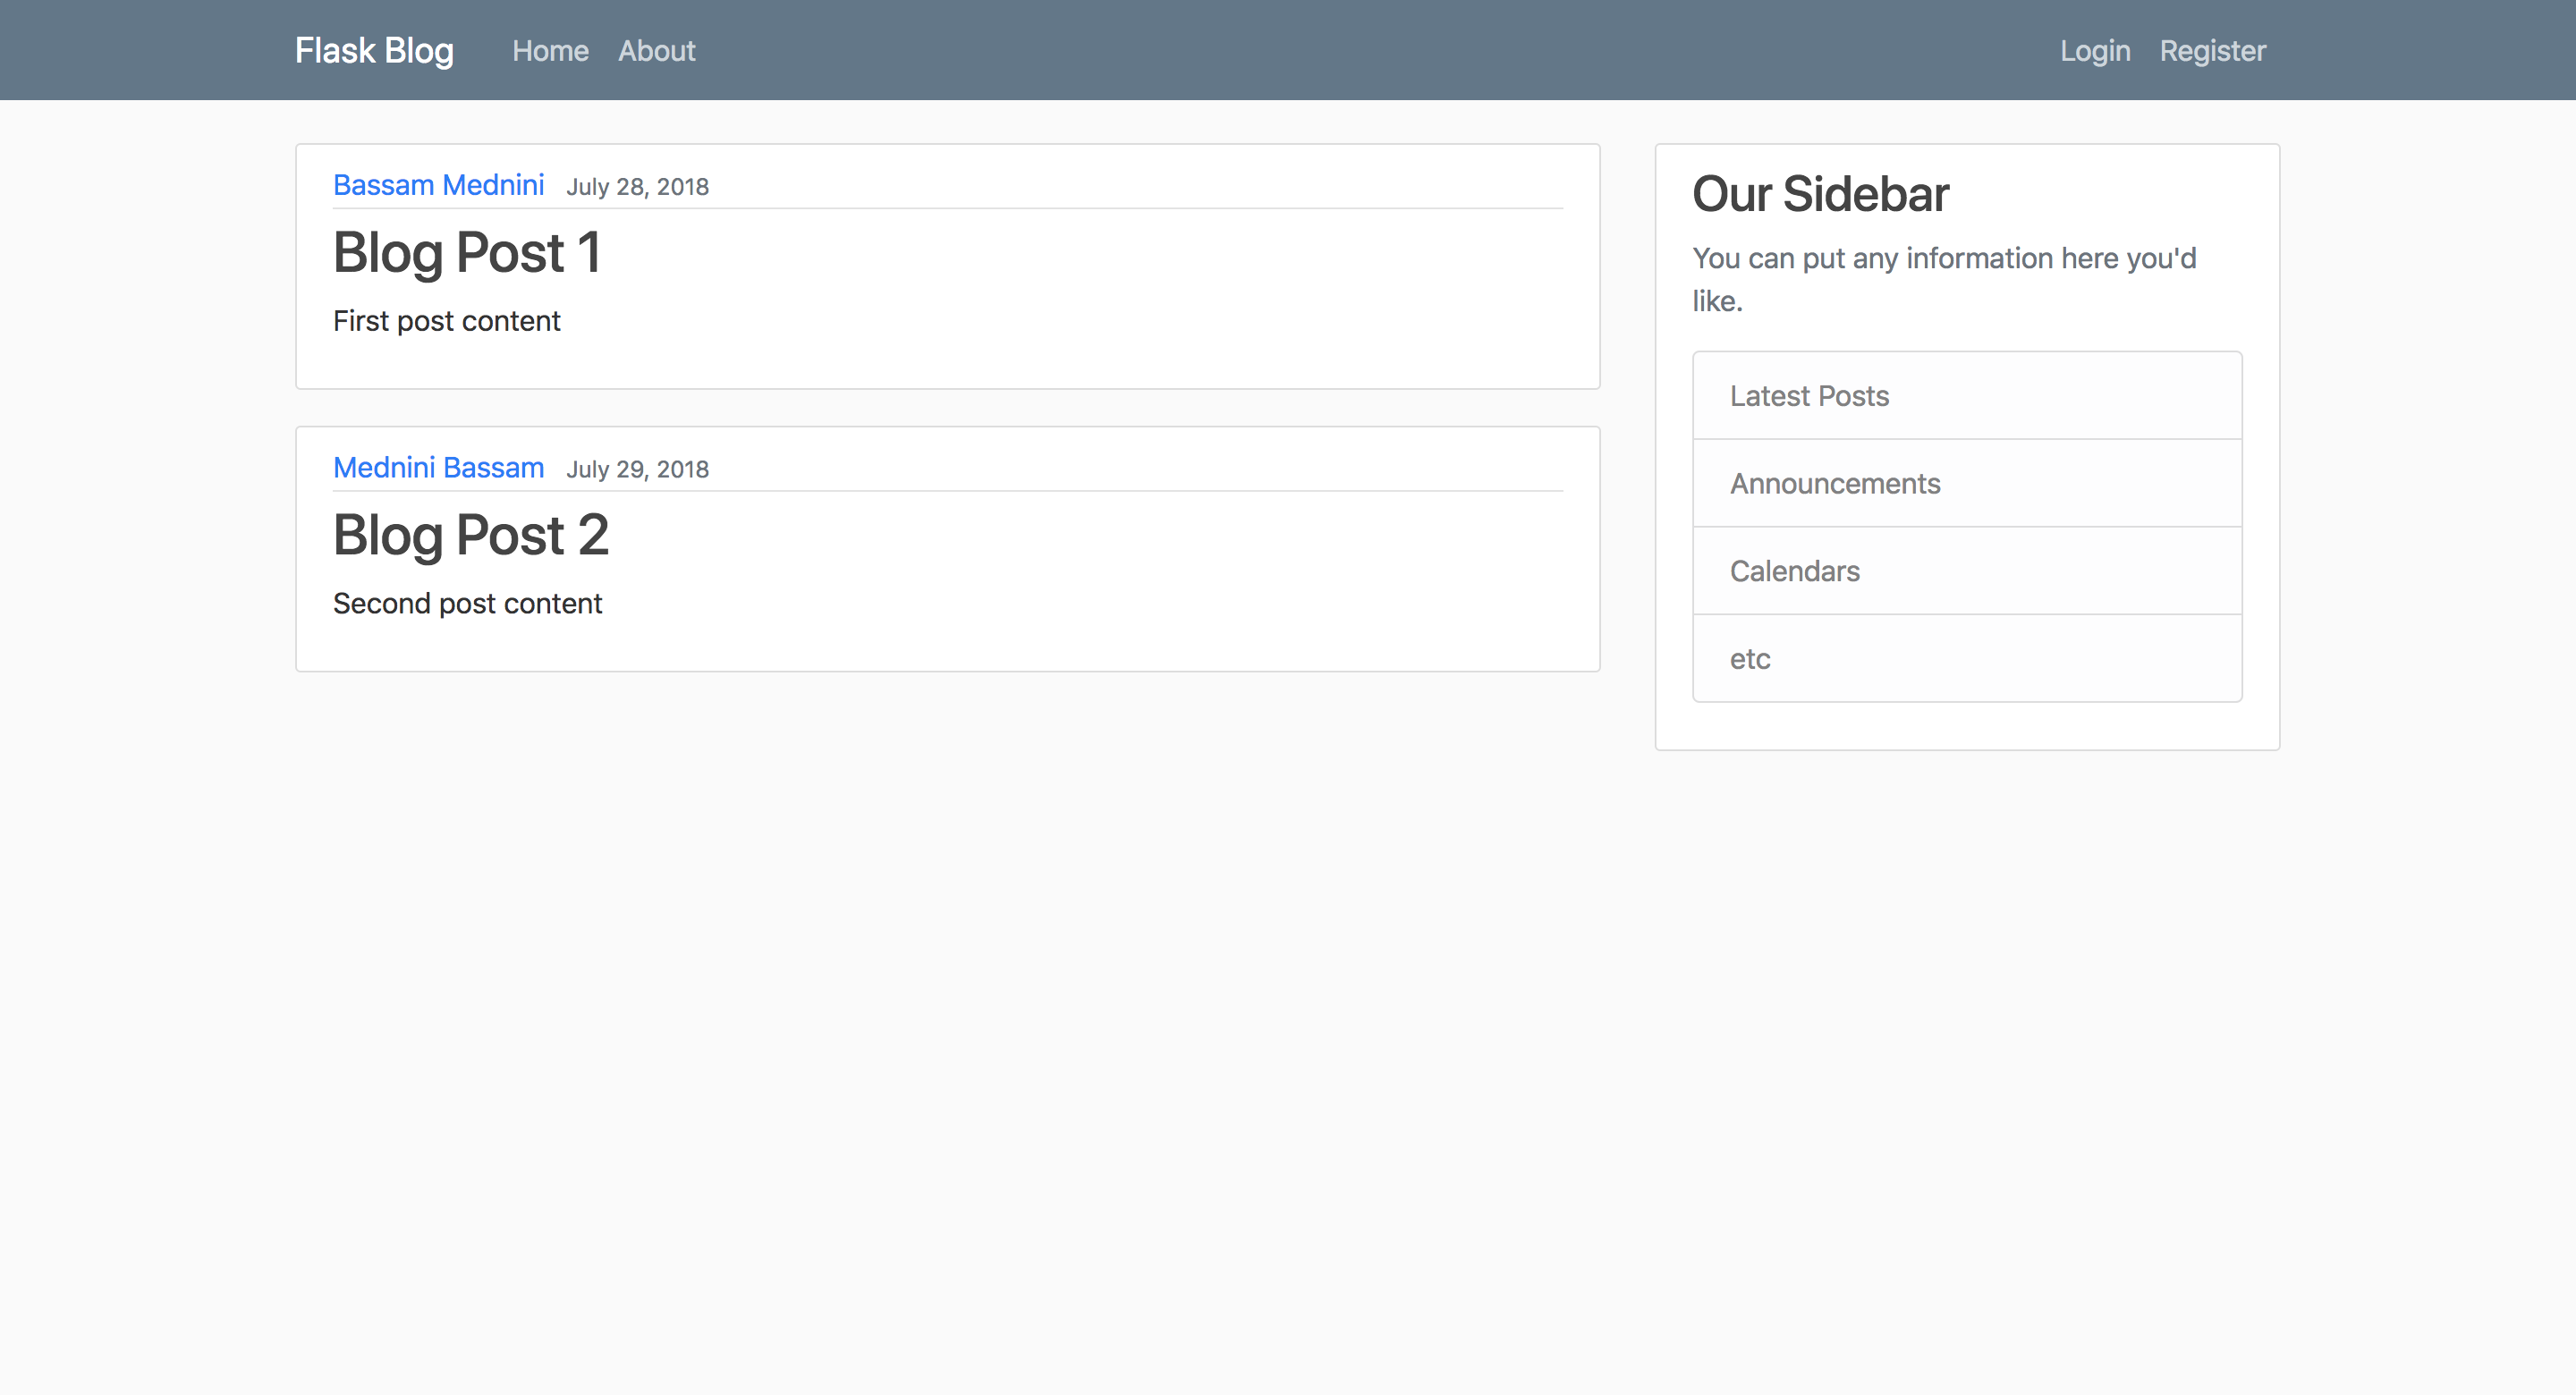 Flask Blog Home About Login Register
Bassam Mednini July 28, 2018
Blog Post 1
First post content
Mednini Bassam July 29, 2018
Blog Post 2
Second post content
Our Sidebar
You can put any information here you'd
like.
Latest Posts
Announcements
Calendars
etc